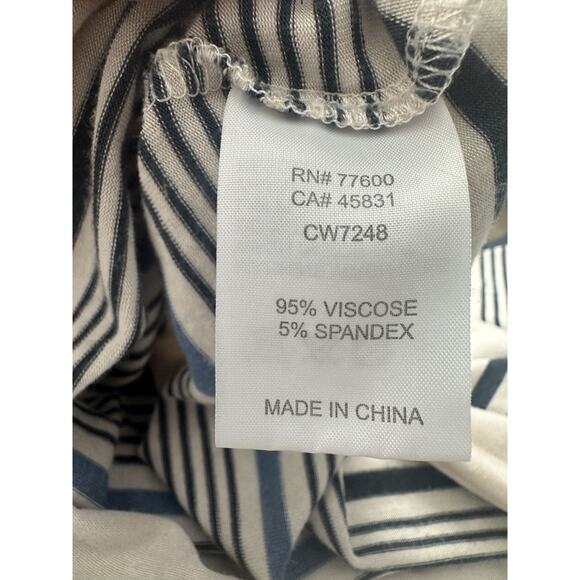 RN# 77600
CA# 45831
CW7248
95% VISCOSE
5% SPANDEX
MADE IN CHINA